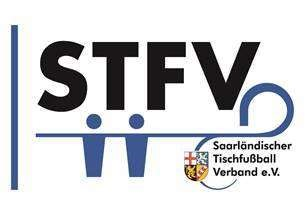 STFV
Saarländischer
Tischfußball
Verband e.V.